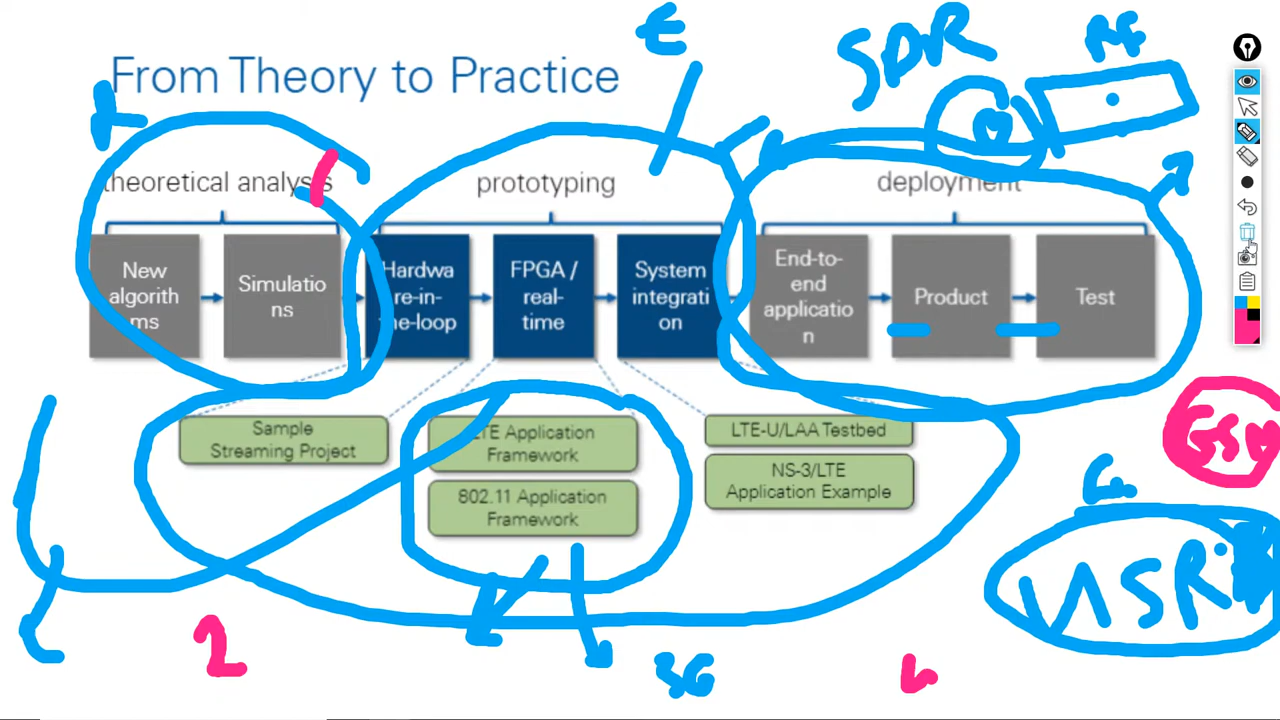 From Theory to Practice
SDR
RF
t
theoretical analysis
prototyping
deployment
New
algorith
ms
Simulatio
ns
Hardwa
re-in-
the-loop
FPGA /
real-
time
System
integrati
on
End-to-
end
applicatio
n
Product
Test
Sample
Streaming Project
LTE Application
Framework
802.11 Application
Framework
LTE-U/LAA Testbed
NS-3/LTE
Application Example
GSM
USRP
2
3G